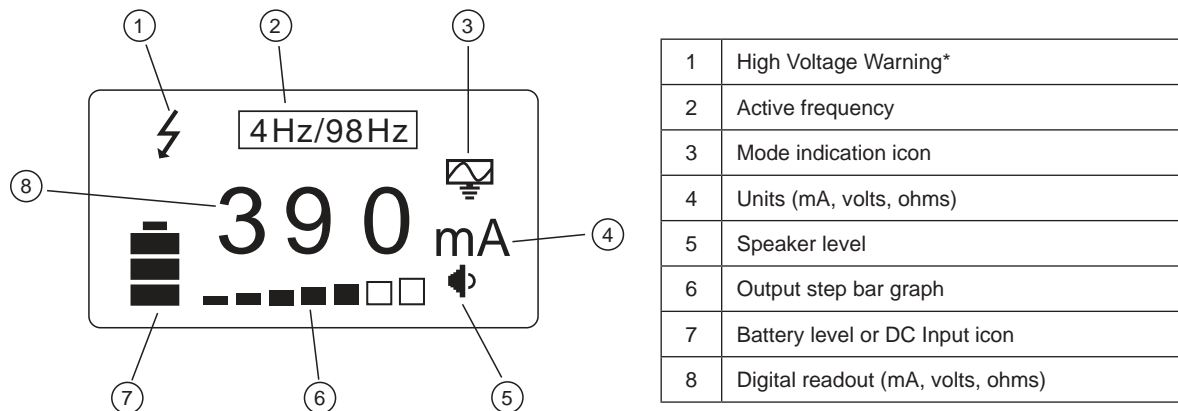 1
2
3
4Hz/98Hz
8
390
mA
4
7
6
5
1 High Voltage Warning*
2 Active frequency
3 Mode indication icon
4 Units (mA, volts, ohms)
5 Speaker level
6 Output step bar graph
7 Battery level or DC Input icon
8 Digital readout (mA, volts, ohms)